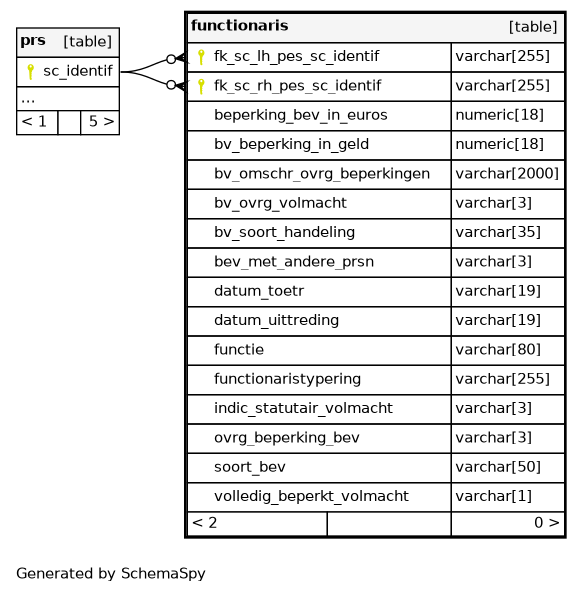 prs [table]
sc_identif
...
< 1 5 >
functionaris [table]
fk_sc_lh_pes_sc_identif varchar[255]
fk_sc_rh_pes_sc_identif varchar[255]
beperking_bev_in_euros numeric[18]
bv_beperking_in_geld numeric[18]
bv_omschr_ovrg_beperkingen varchar[2000]
bv_ovrg_volmacht varchar[3]
bv_soort_handeling varchar[35]
bev_met_andere_prsn varchar[3]
datum_toetr varchar[19]
datum_uittreding varchar[19]
functie varchar[80]
functionaristypering varchar[255]
indic_statutair_volmacht varchar[3]
ovrg_beperking_bev varchar[3]
soort_bev varchar[50]
volledig_beperkt_volmacht varchar[1]
< 2 0 >
Generated by SchemaSpy